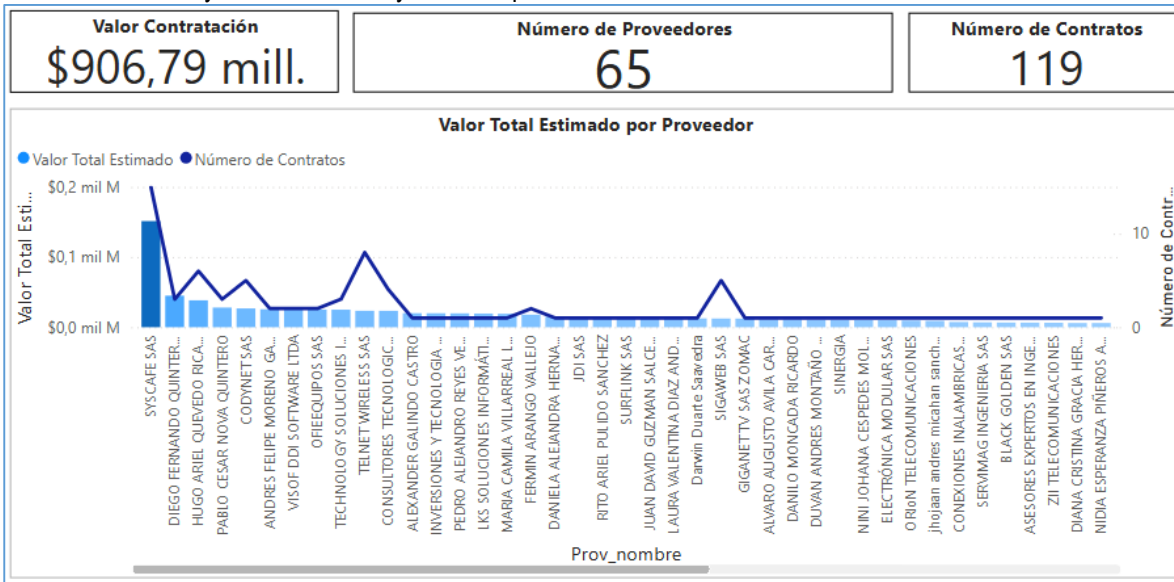 Valor Contratación
$906,79 mill.
Número de Proveedores
65
Número de Contratos
119
Valor Total Estimado por Proveedor
Valor Total Estimado
Número de Contratos
Valor Total Esti...
$0,2 mil M
$0,1 mil M
$0,0 mil M
10
0
Número de Contr...
SYSCAFE SAS
DIEGO FERNANDO QUINTER...
HUGO ARIEL QUEVEDO RICA...
PABLO CESAR NOVA QUINTERO
CODYNET SAS
ANDRES FELIPE MORENO GA...
VISOF DDI SOFTWARE LTDA
OFIEEQUIPOS SAS
TECHNOLOGY SOLUCIONES I...
TELNET WIRELESS SAS
CONSULTORES TECNOLOGIC...
ALEXANDER GALINDO CASTRO
INVERSIONES Y TECNOLOGIA ...
PEDRO ALEJANDRO REYES VE...
LKS SOLUCIONES INFORMÁTI...
MARIA CAMILA VILLARREAL L...
FERMIN ARANGO VALLEJO
DANIELA ALEJANDRA HERNA...
JDI SAS
RITO ARIEL PULIDO SANCHEZ
SURFLINK SAS
JUAN DAVID GUZMAN SALCE...
LAURA VALENTINA DIAZ AND...
Darwin Duarte Saavedra
SIGAWEB SAS
GIGANET TV SAS ZOMAC
ALVARO AUGUSTO AVILA CAR...
DANILO MONCADA RICARDO
DUVAN ANDRES MONTAÑO ...
SINERGIA
NINI JOHANA CESPEDES MOL...
ELECTRÓNICA MODULAR SAS
ORioN TELECOMUNICACIONES
jhojan andres micahan sanch...
CONEXIONES INALAMBRICAS...
SERVIMAG INGENIERIA SAS
BLACK GOLDEN SAS
ASESORES EXPERTOS EN INGE...
ZII TELECOMUNICACIONES
DIANA CRISTINA GRACIA HER...
NIDIA ESPERANZA PIÑEROS A...
Prov_nombre